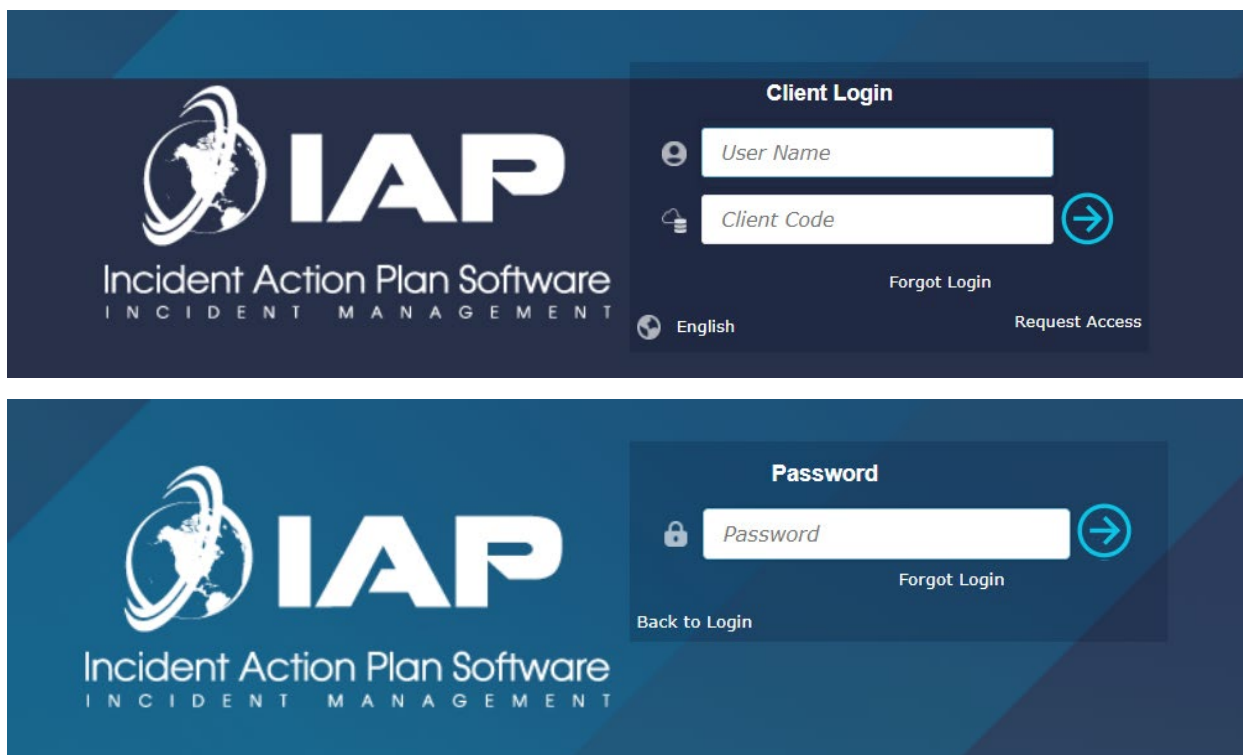 IAP
Incident Action Plan Software
INCIDENT MANAGEMENT
Client Login
User Name
Client Code
Forgot Login
English
Request Access
IAP
Incident Action Plan Software
INCIDENT MANAGEMENT
Password
Password
Forgot Login
Back to Login